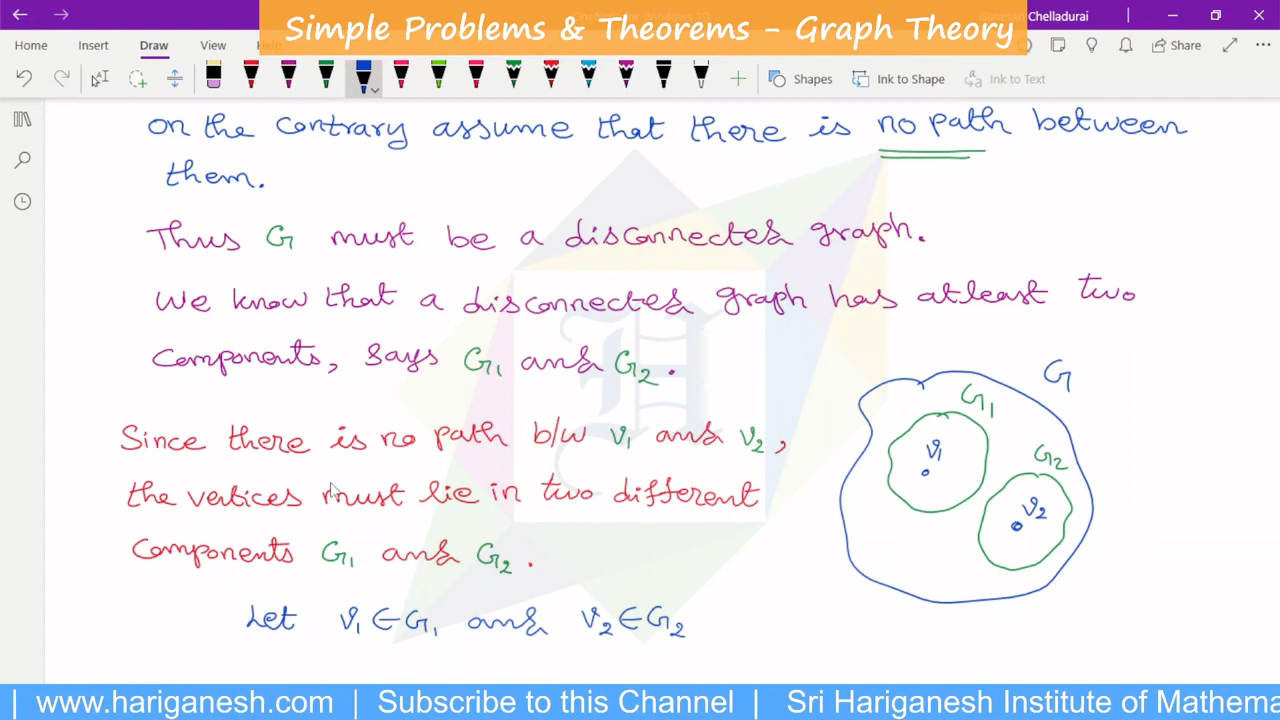 Simple Problems & Theorems - Graph Theory
Chelladurai
Home Insert Draw View
Share
Shapes Ink to Shape Ink to Text
on the contrary assume that there is no path between
them.
Thus G must be a disconnected graph.
We know that a disconnected graph has atleast two
Components, says G₁ and G₂.
Since there is no path b/w v₁ and v₂,
the vertices must lie in two different
Components G₁ and G₂.
Let v₁ ∈ G₁ and v₂ ∈ G₂
G
G₁
v₁
G₂
v₂
| www.hariganesh.com | Subscribe to this Channel | Sri Hariganesh Institute of Mathema